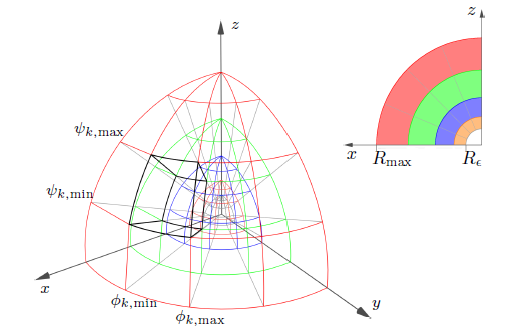 z
z
ψk,max
x
Rmax
Rϵ
ψk,min
x
ϕk,min
y
ϕk,max